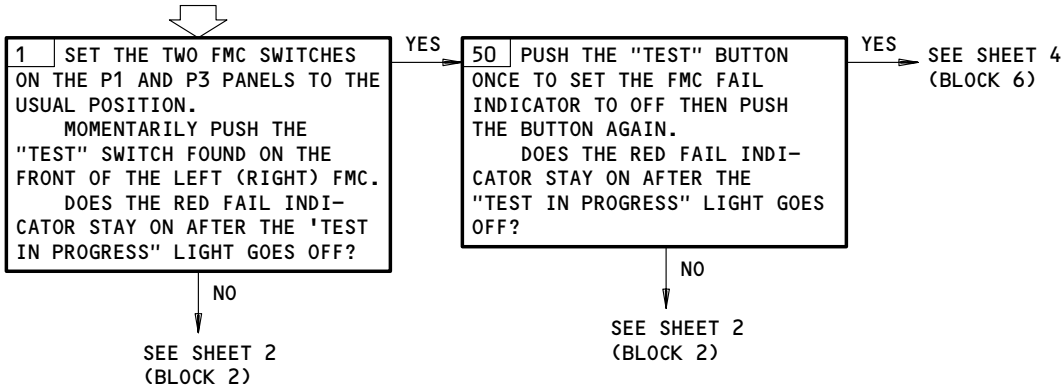 1 SET THE TWO FMC SWITCHES
ON THE P1 AND P3 PANELS TO THE
USUAL POSITION.
MOMENTARILY PUSH THE
"TEST" SWITCH FOUND ON THE
FRONT OF THE LEFT (RIGHT) FMC.
DOES THE RED FAIL INDI-
CATOR STAY ON AFTER THE 'TEST
IN PROGRESS" LIGHT GOES OFF?
YES
NO
SEE SHEET 2
(BLOCK 2)
50 PUSH THE "TEST" BUTTON
ONCE TO SET THE FMC FAIL
INDICATOR TO OFF THEN PUSH
THE BUTTON AGAIN.
DOES THE RED FAIL INDI-
CATOR STAY ON AFTER THE
"TEST IN PROGRESS" LIGHT GOES
OFF?
YES
SEE SHEET 4
(BLOCK 6)
NO
SEE SHEET 2
(BLOCK 2)